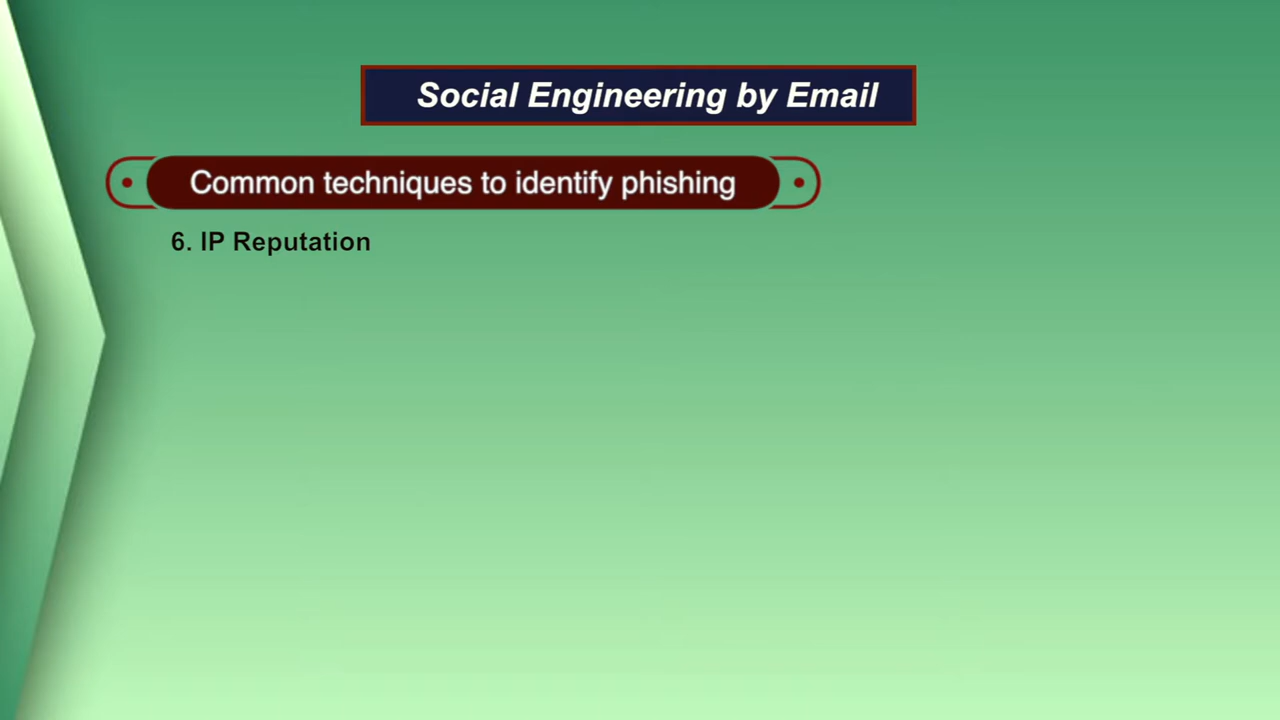 Social Engineering by Email
Common techniques to identify phishing
6. IP Reputation